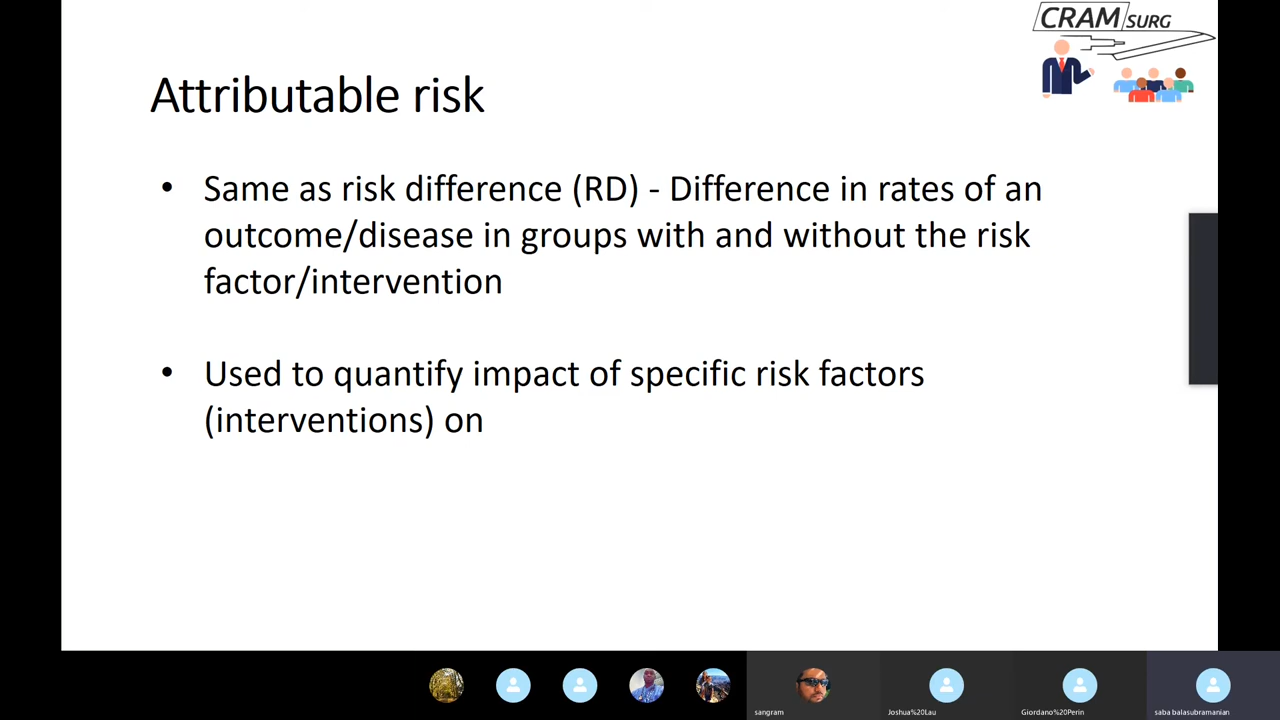 CRAM SURG
Attributable risk
• Same as risk difference (RD) - Difference in rates of an
outcome/disease in groups with and without the risk
factor/intervention
• Used to quantify impact of specific risk factors
(interventions) on
sangram
Joshua%20Lau
Giordano%20Perin
saba balasubramanian